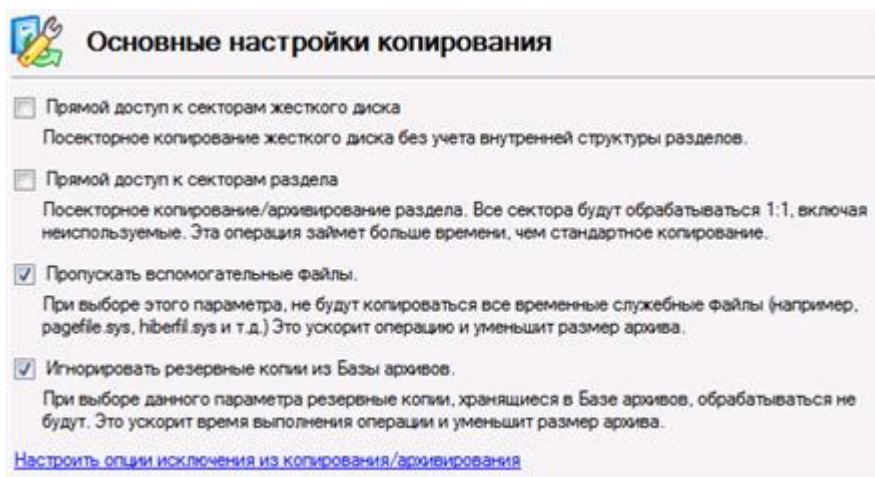 Основные настройки копирования
Прямой доступ к секторам жесткого диска
Посекторное копирование жесткого диска без учета внутренней структуры разделов.
Прямой доступ к секторам раздела
Посекторное копирование/архивирование раздела. Все сектора будут обрабатываться 1:1, включая
неиспользуемые. Эта операция займет больше времени, чем стандартное копирование.
Пропускать вспомогательные файлы.
При выборе этого параметра, не будут копироваться все временные служебные файлы (например,
pagefile.sys, hiberfil.sys и т.д.) Это ускорит операцию и уменьшит размер архива.
Игнорировать резервные копии из Базы архивов.
При выборе данного параметра резервные копии, хранящиеся в Базе архивов, обрабатываться не
будут. Это ускорит время выполнения операции и уменьшит размер архива.
Настроить опции исключения из копирования/архивирования